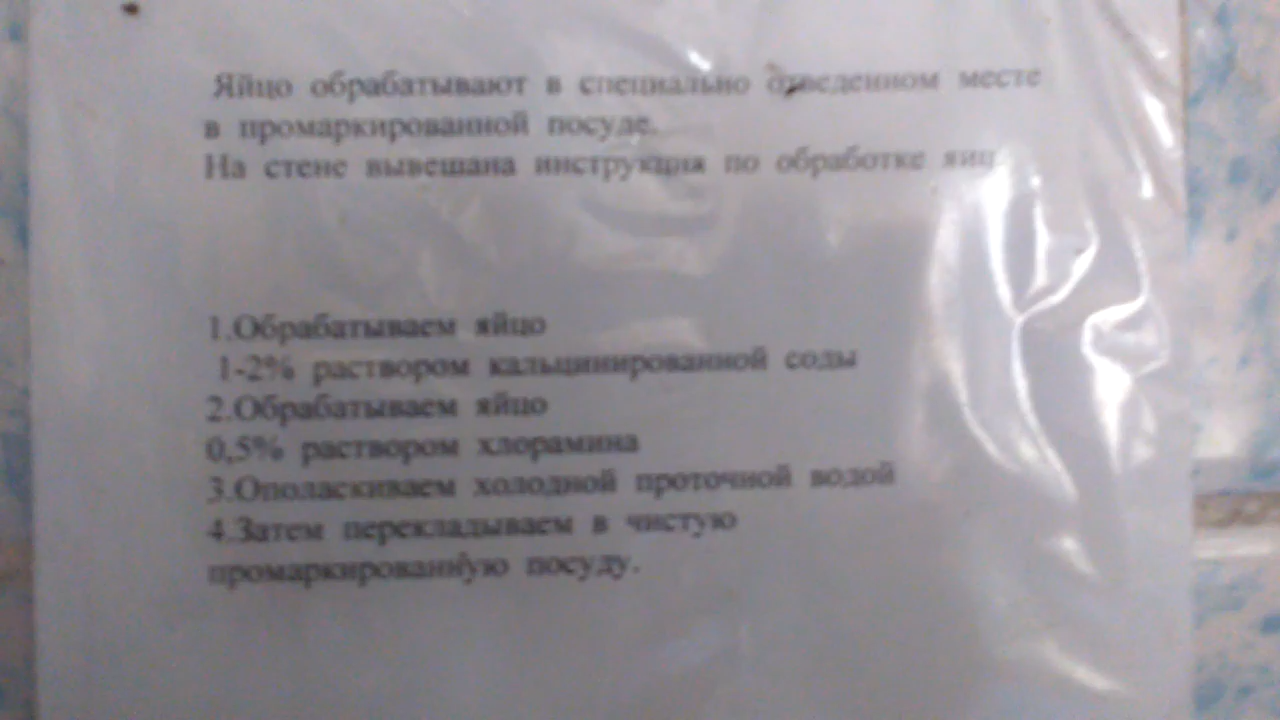 Яйцо обрабатывают в специально отведенном месте
в промаркированной посуде.
На стене вывешана инструкция по обработке яиц.
1.Обрабатываем яйцо
1-2% раствором кальцинированной соды
2.Обрабатываем яйцо
0,5% раствором хлорамина
3.Ополаскиваем холодной проточной водой
4.Затем перекладываем в чистую
промаркированную посуду.